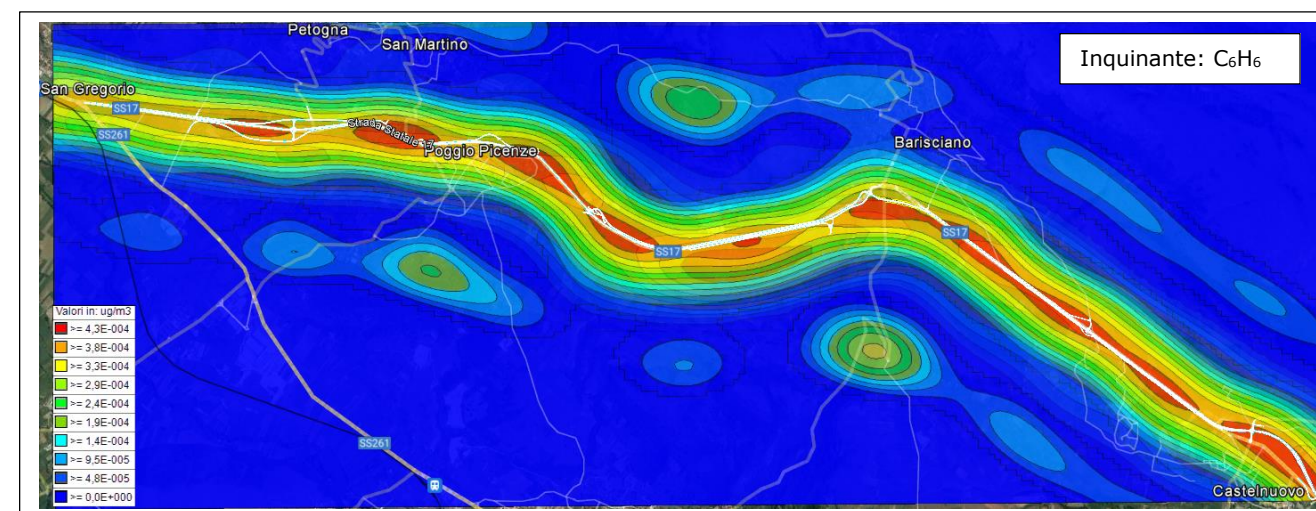 Petogna
San Martino
Inquinante: C₆H₆
San Gregorio
SS17
SS261
Strada Statale 17
Poggio Picenze
Barisciano
SS17
SS17
Valori in: ug/m3
>= 4,3E-004
>= 3,8E-004
>= 3,3E-004
>= 2,9E-004
>= 2,4E-004
>= 1,9E-004
>= 1,4E-004
>= 9,5E-005
>= 4,8E-005
>= 0,0E+000
SS261
Castelnuovo